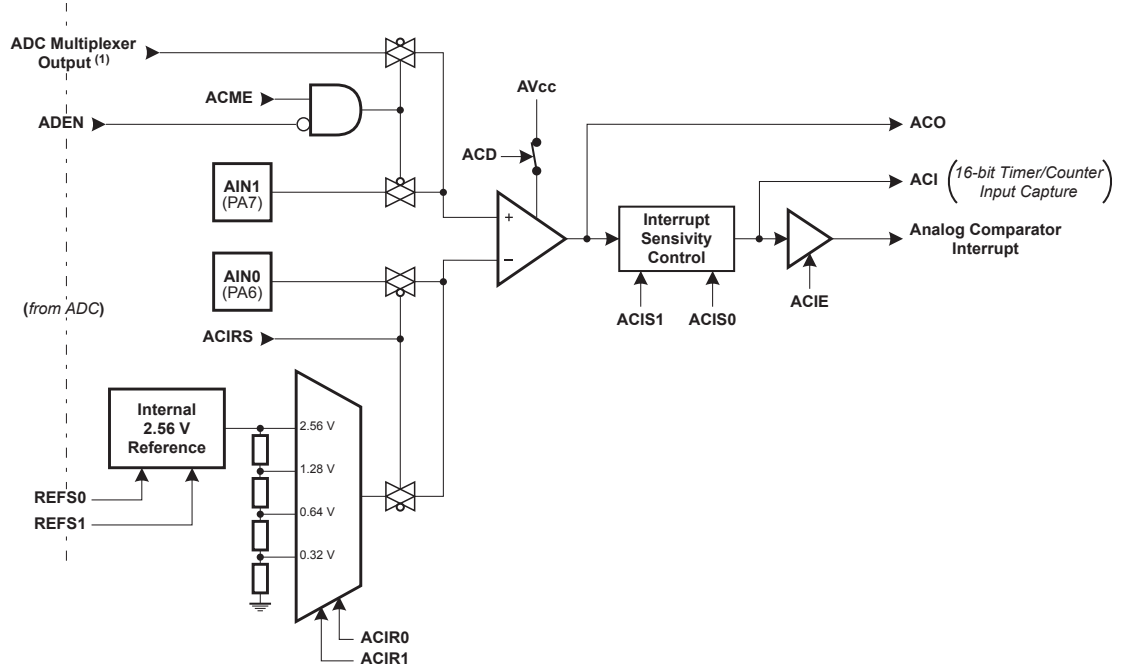 ADC Multiplexer
Output (1)
ACME
ADEN
AIN1
(PA7)
AIN0
(PA6)
(from ADC)
ACIRS
Internal
2.56 V
Reference
REFS0
REFS1
2.56 V
1.28 V
0.64 V
0.32 V
ACIR0
ACIR1
AVcc
ACD
+
−
Interrupt
Sensivity
Control
ACIS1 ACIS0
ACIE
ACO
ACI (16-bit Timer/Counter
Input Capture)
Analog Comparator
Interrupt